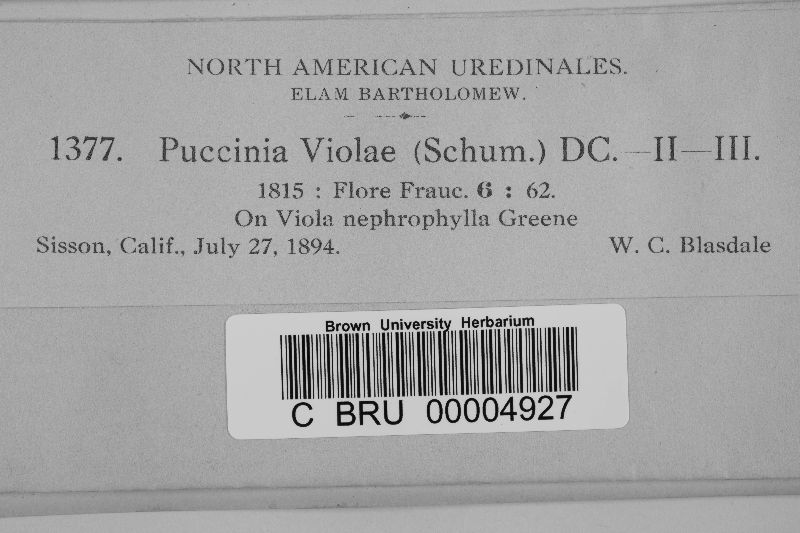 NORTH AMERICAN UREDINALES.
ELAM BARTHOLOMEW.
1377. Puccinia Violae (Schum.) DC.—II—III.
1815 : Flore Frauc. 6 : 62.
On Viola nephrophylla Greene
Sisson, Calif., July 27, 1894. W. C. Blasdale
Brown University Herbarium
C BRU 00004927